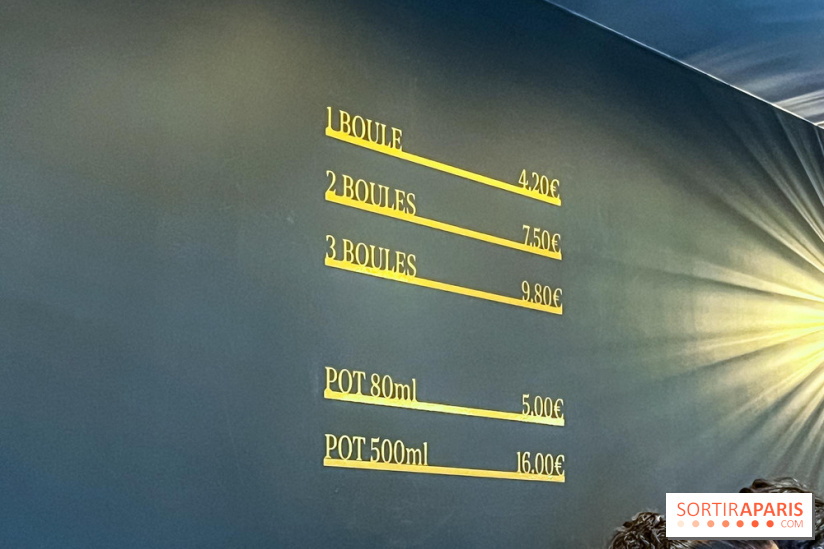 1 BOULE 4.20€
2 BOULES 7.50€
3 BOULES 9.80€
POT 80ml 5.00€
POT 500ml 16.00€
SORTIRAPARIS
.COM